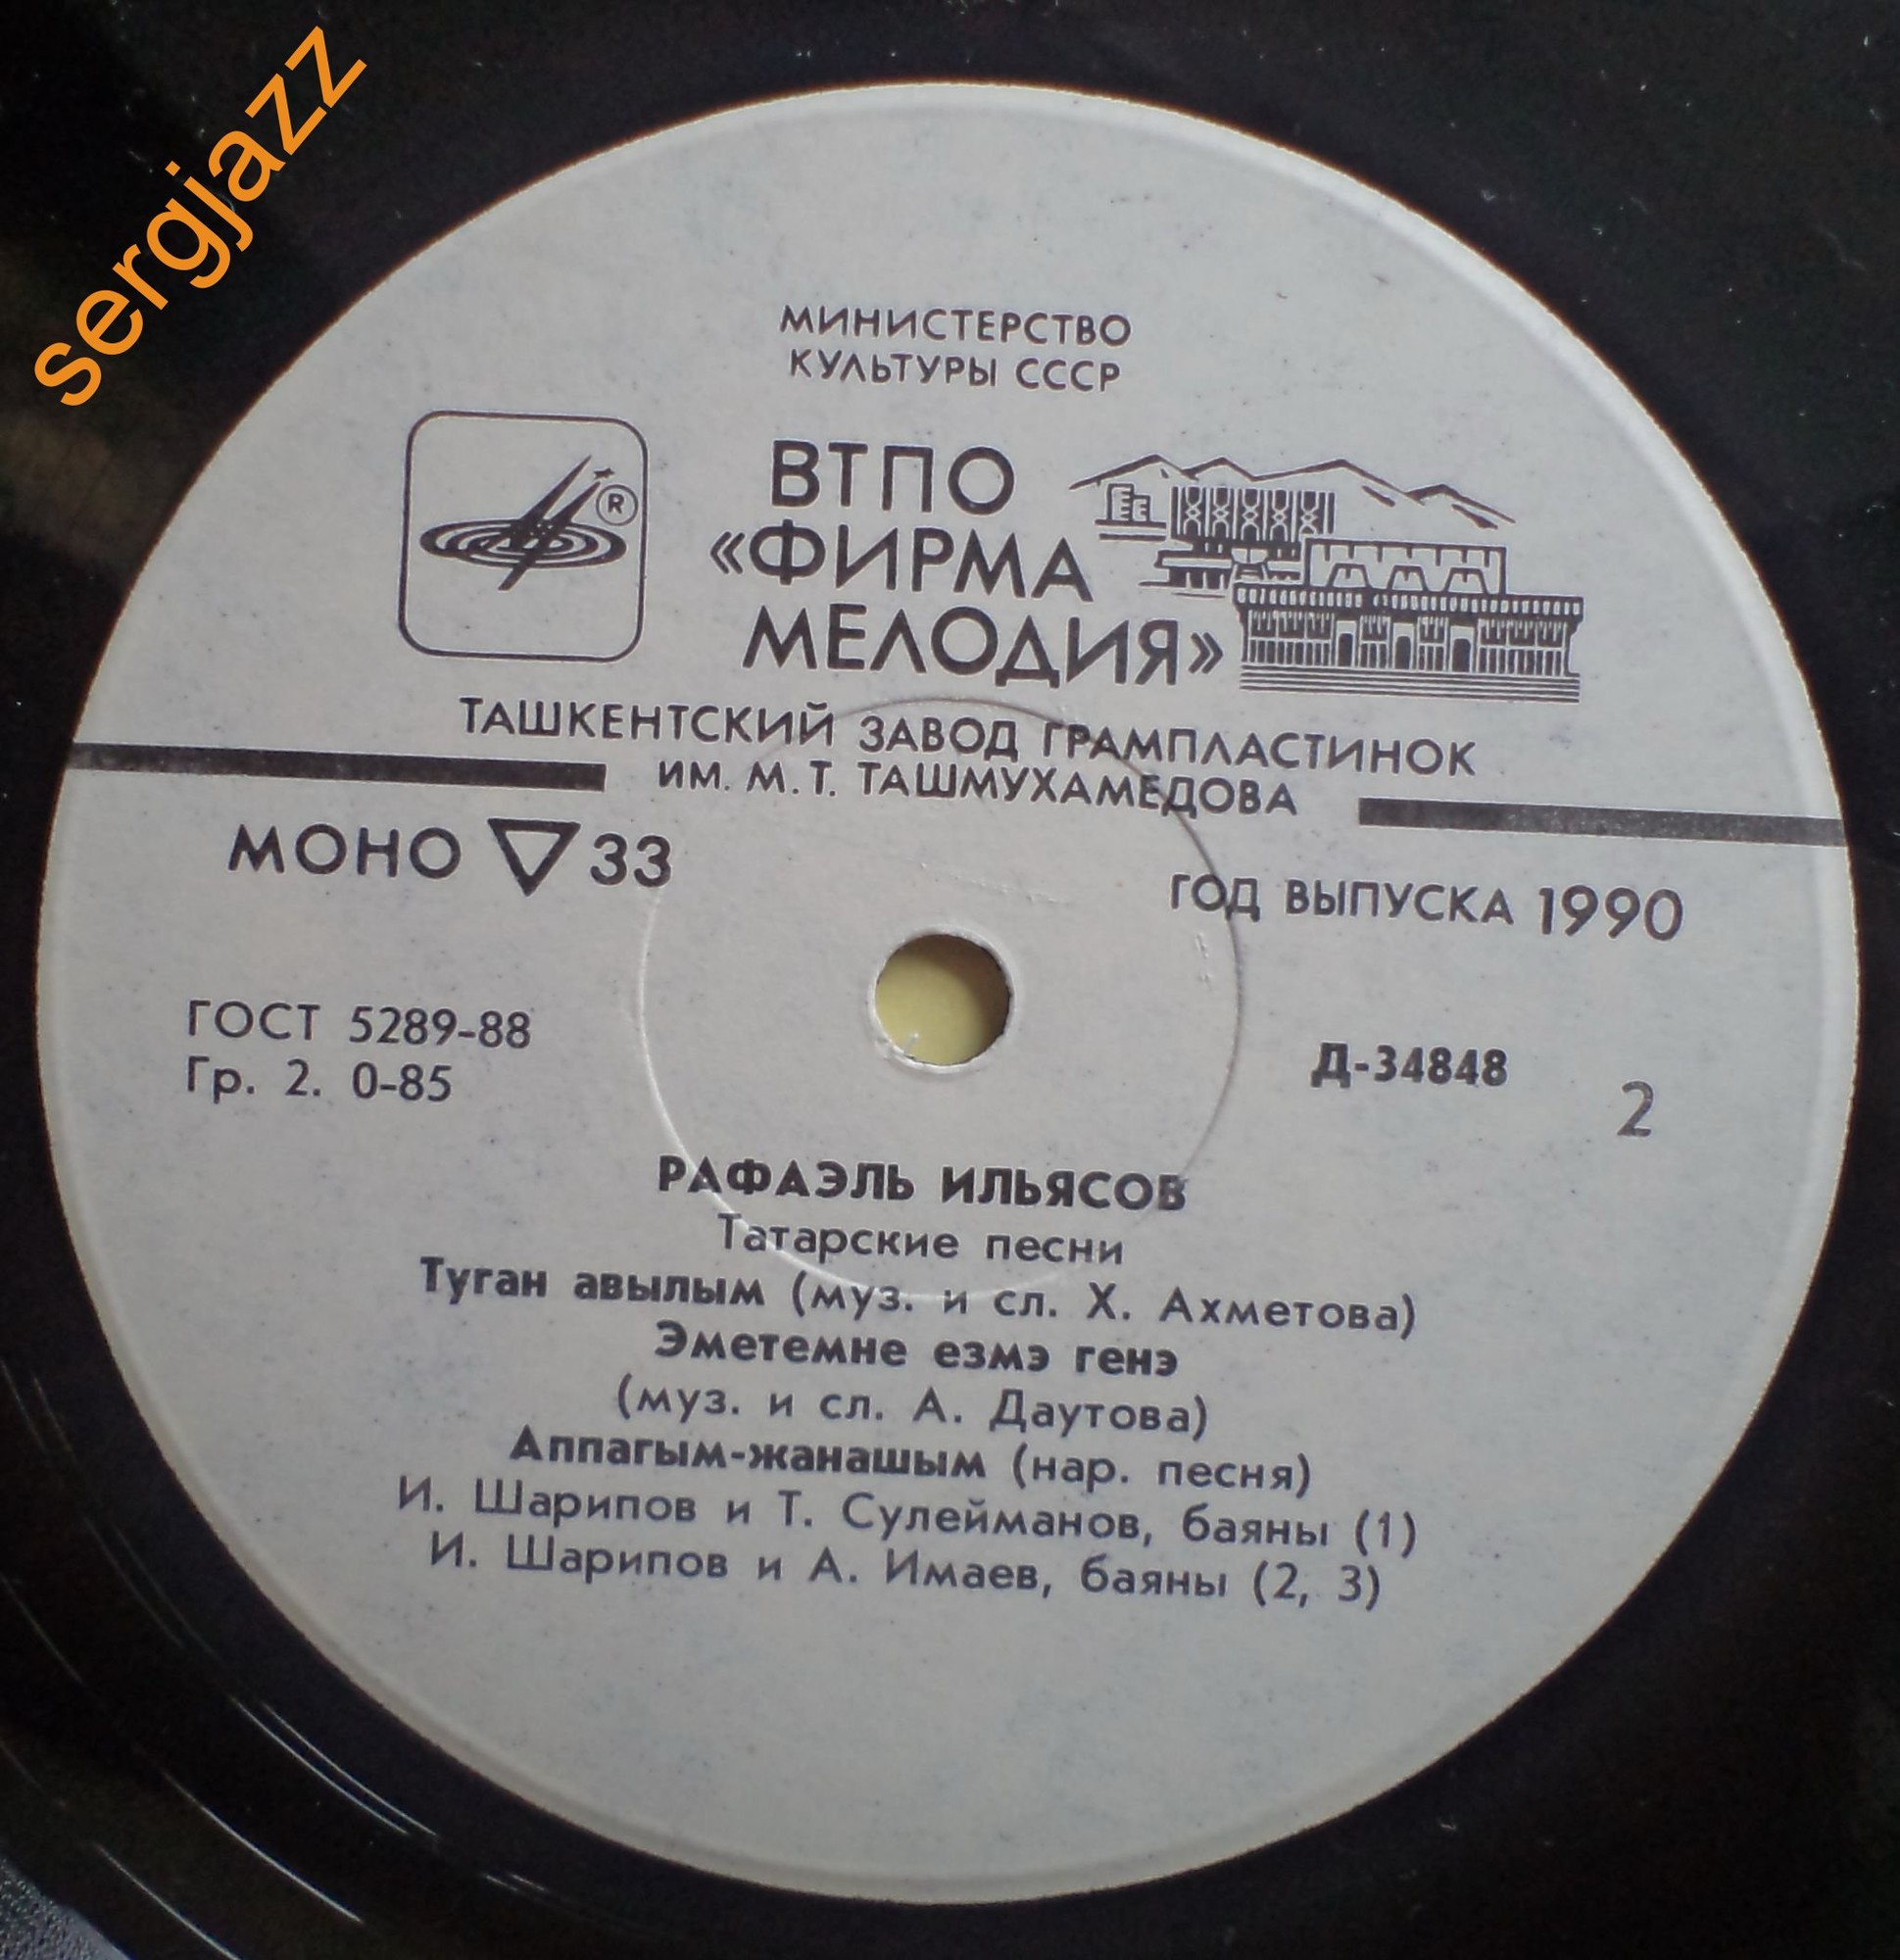 sergjazz
МИНИСТЕРСТВО
КУЛЬТУРЫ СССР
ВТПО
«ФИРМА
МЕЛОДИЯ»
®
ТАШКЕНТСКИЙ ЗАВОД ГРАМПЛАСТИНОК
ИМ. М.Т. ТАШМУХАМЕДОВА
МОНО ▽ 33
ГОД ВЫПУСКА 1990
ГОСТ 5289-88
Гр. 2. 0-85
Д-34848
2
РАФАЭЛЬ ИЛЬЯСОВ
Татарские песни
Туган авылым (муз. и сл. Х. Ахметова)
Эметемне езмэ генэ
(муз. и сл. А. Даутова)
Аппагым-жанашым (нар. песня)
И. Шарипов и Т. Сулейманов, баяны (1)
И. Шарипов и А. Имаев, баяны (2, 3)